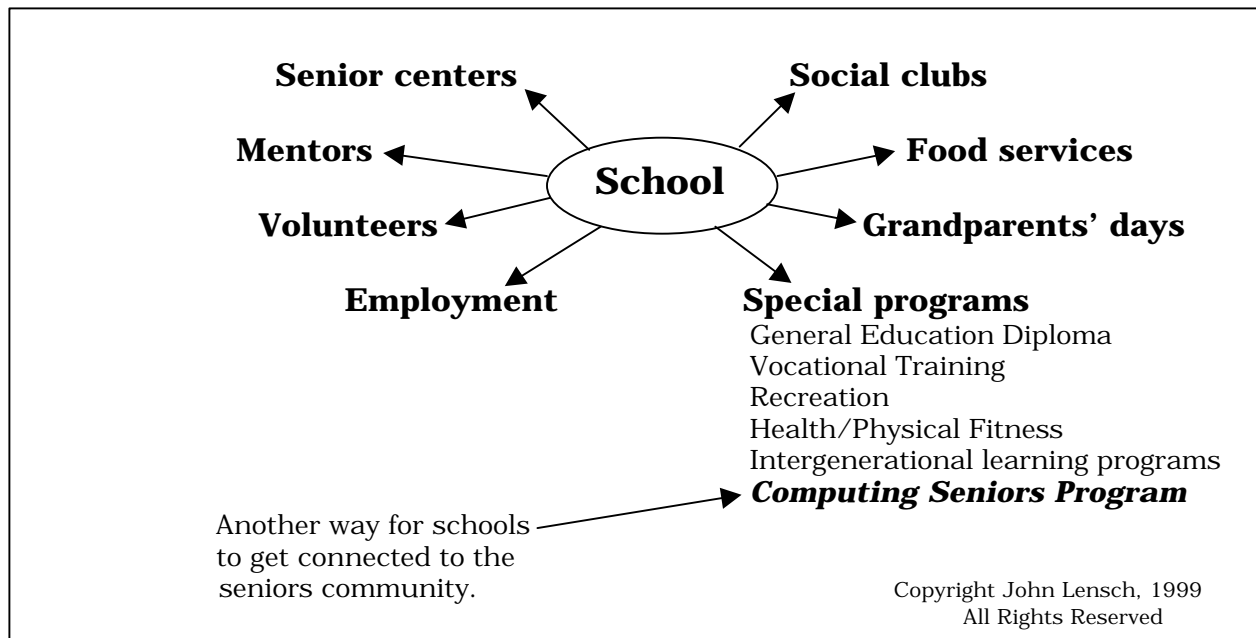 Senior centers
Social clubs
Mentors
School
Food services
Volunteers
Grandparents’ days
Employment
Special programs
General Education Diploma
Vocational Training
Recreation
Health/Physical Fitness
Intergenerational learning programs
Computing Seniors Program
Another way for schools
to get connected to the
seniors community.
Copyright John Lensch, 1999
All Rights Reserved